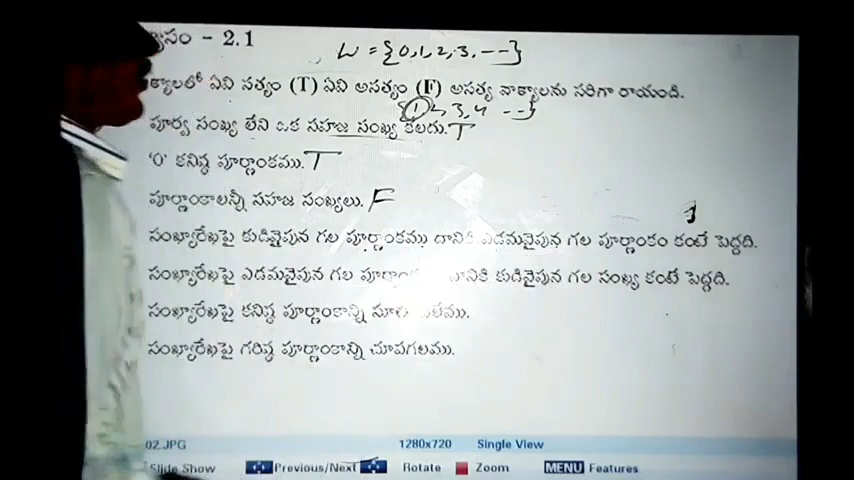 ్యాసం - 2.1
W = {0, 1, 2, 3, ---}
క్యాలలో ఏవి సత్యం (T) ఏవి అసత్యం (F) అసత్య వాక్యాలను సరిగా రాయండి.
{1, 2, 3, 4 ---}
పూర్వ సంఖ్య లేని ఒక సహజ సంఖ్య కలదు. T
'0' కనిష్ఠ పూర్ణాంకము. T
పూర్ణాంకాలన్నీ సహజ సంఖ్యలు. F
సంఖ్యారేఖపై కుడివైపున గల పూర్ణాంకము దానికి ఎడమవైపున గల పూర్ణాంకం కంటే పెద్దది.
సంఖ్యారేఖపై ఎడమవైపున గల దానికి కుడివైపున గల సంఖ్య కంటే పెద్దది.
సంఖ్యారేఖపై కనిష్ఠ పూర్ణాంకాన్ని
సంఖ్యారేఖపై గరిష్ఠ పూర్ణాంకాన్ని చూపగలము.
02.JPG 1280x720 Single View
Slide Show Previous/Next Rotate Zoom MENU Features